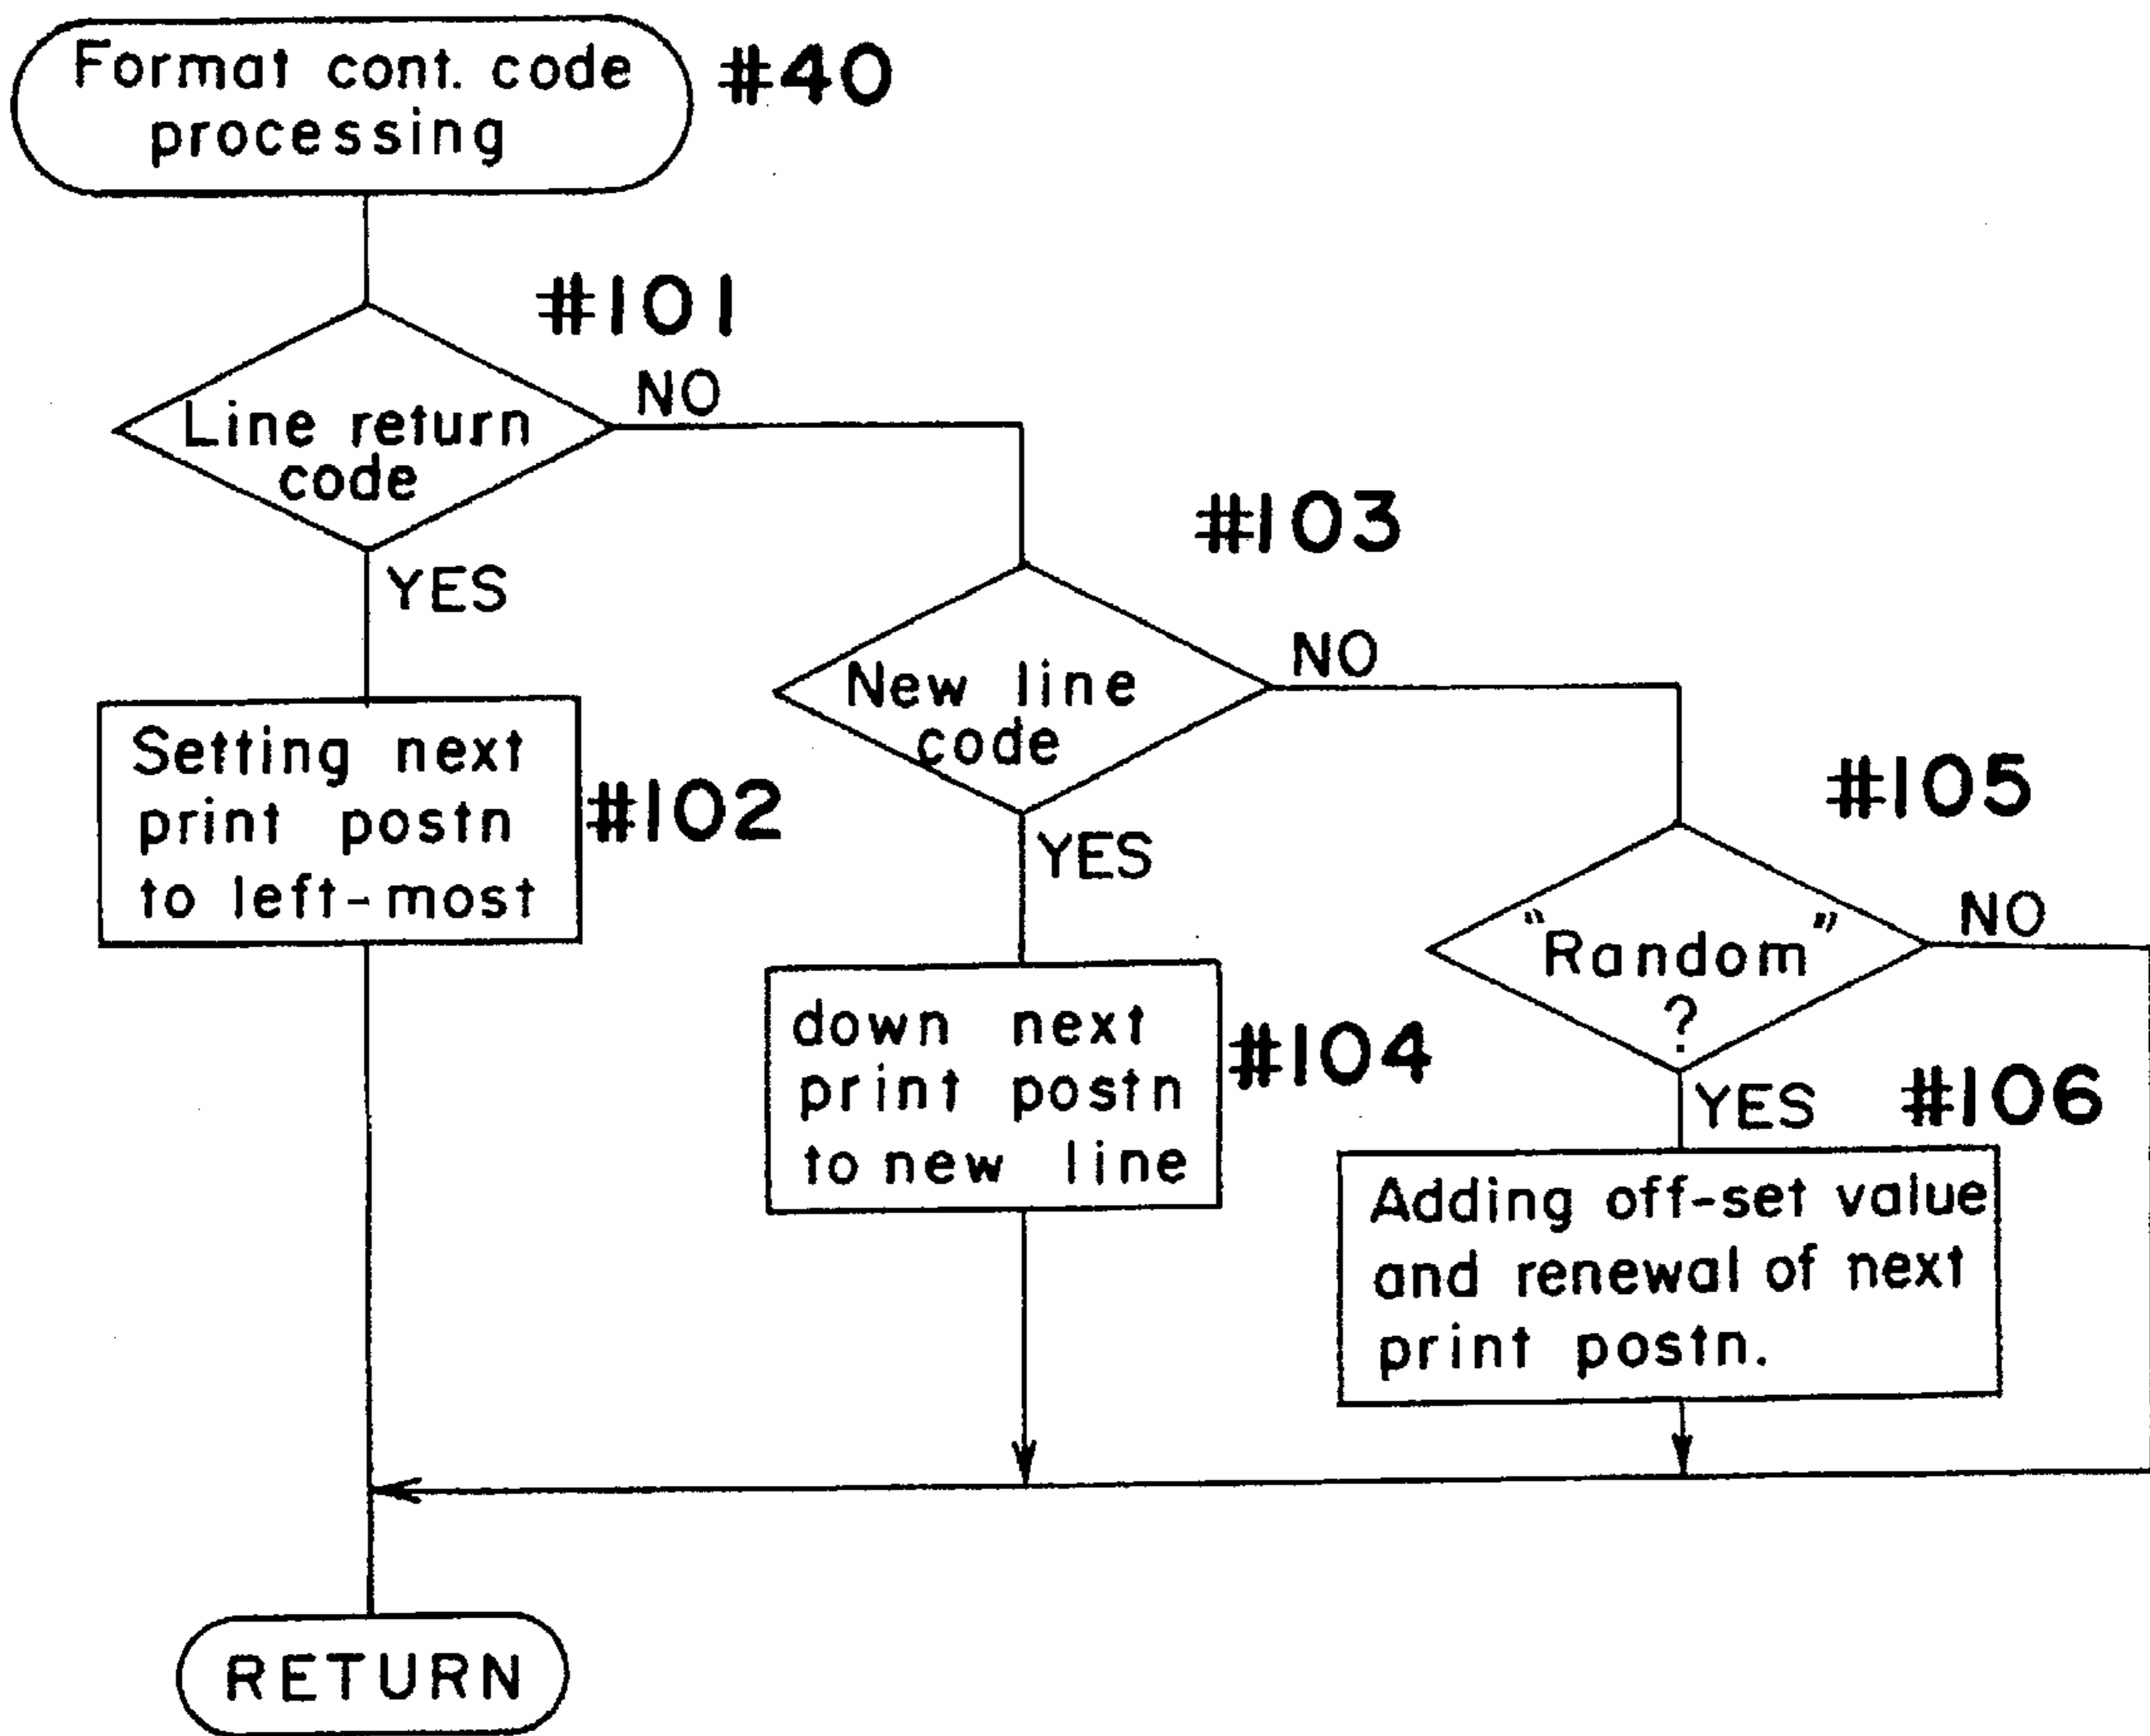 Format cont. code
processing
#40
#101
Line return
code
NO
YES
Setting next
print postn
to left-most
#102
#103
New line
code
NO
YES
down next
print postn
to new line
#104
#105
"Random"
?
NO
YES
#106
Adding off-set value
and renewal of next
print postn.
RETURN